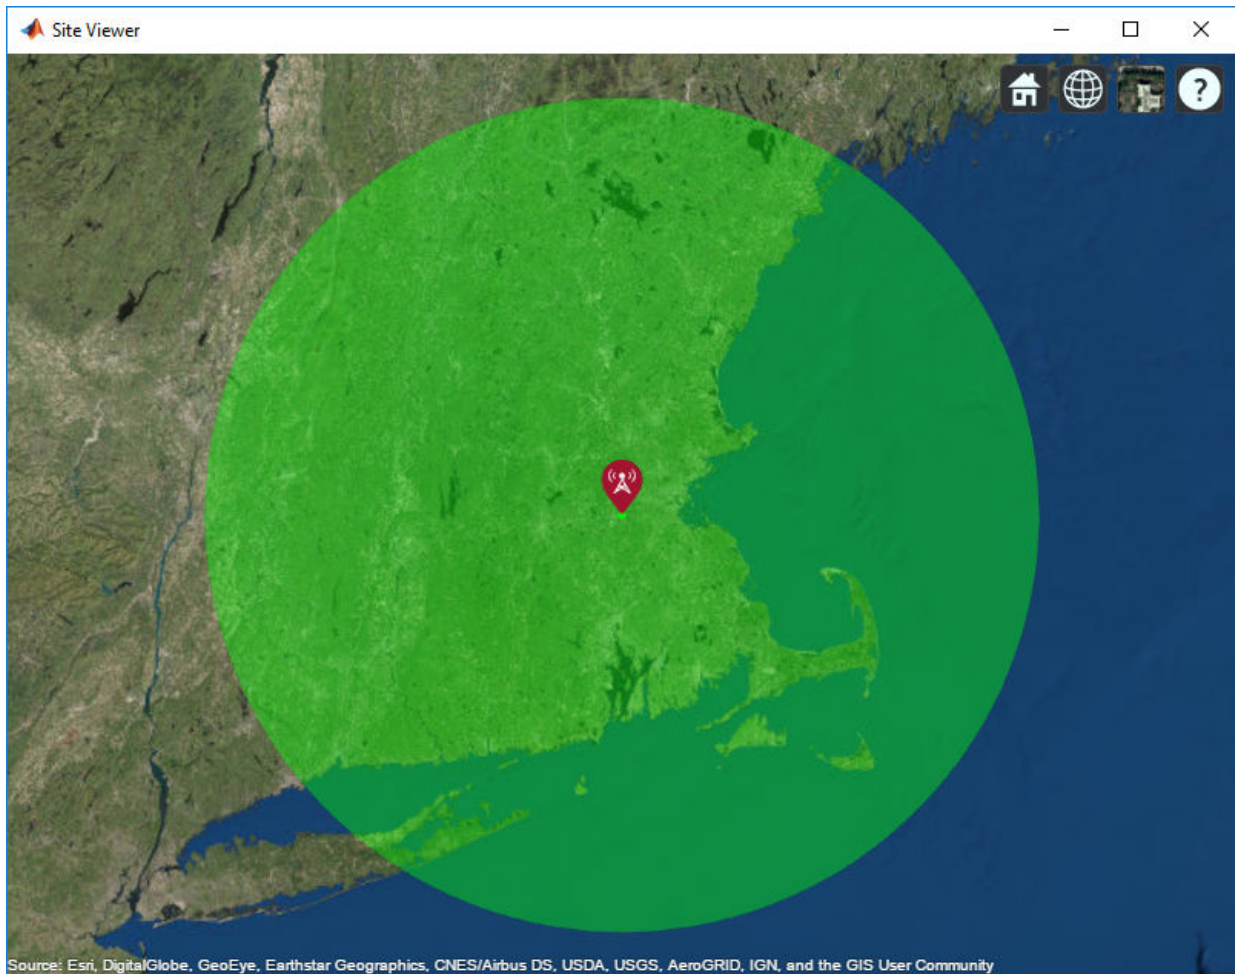 Site Viewer
?
Source: Esri, DigitalGlobe, GeoEye, Earthstar Geographics, CNES/Airbus DS, USDA, USGS, AeroGRID, IGN, and the GIS User Community